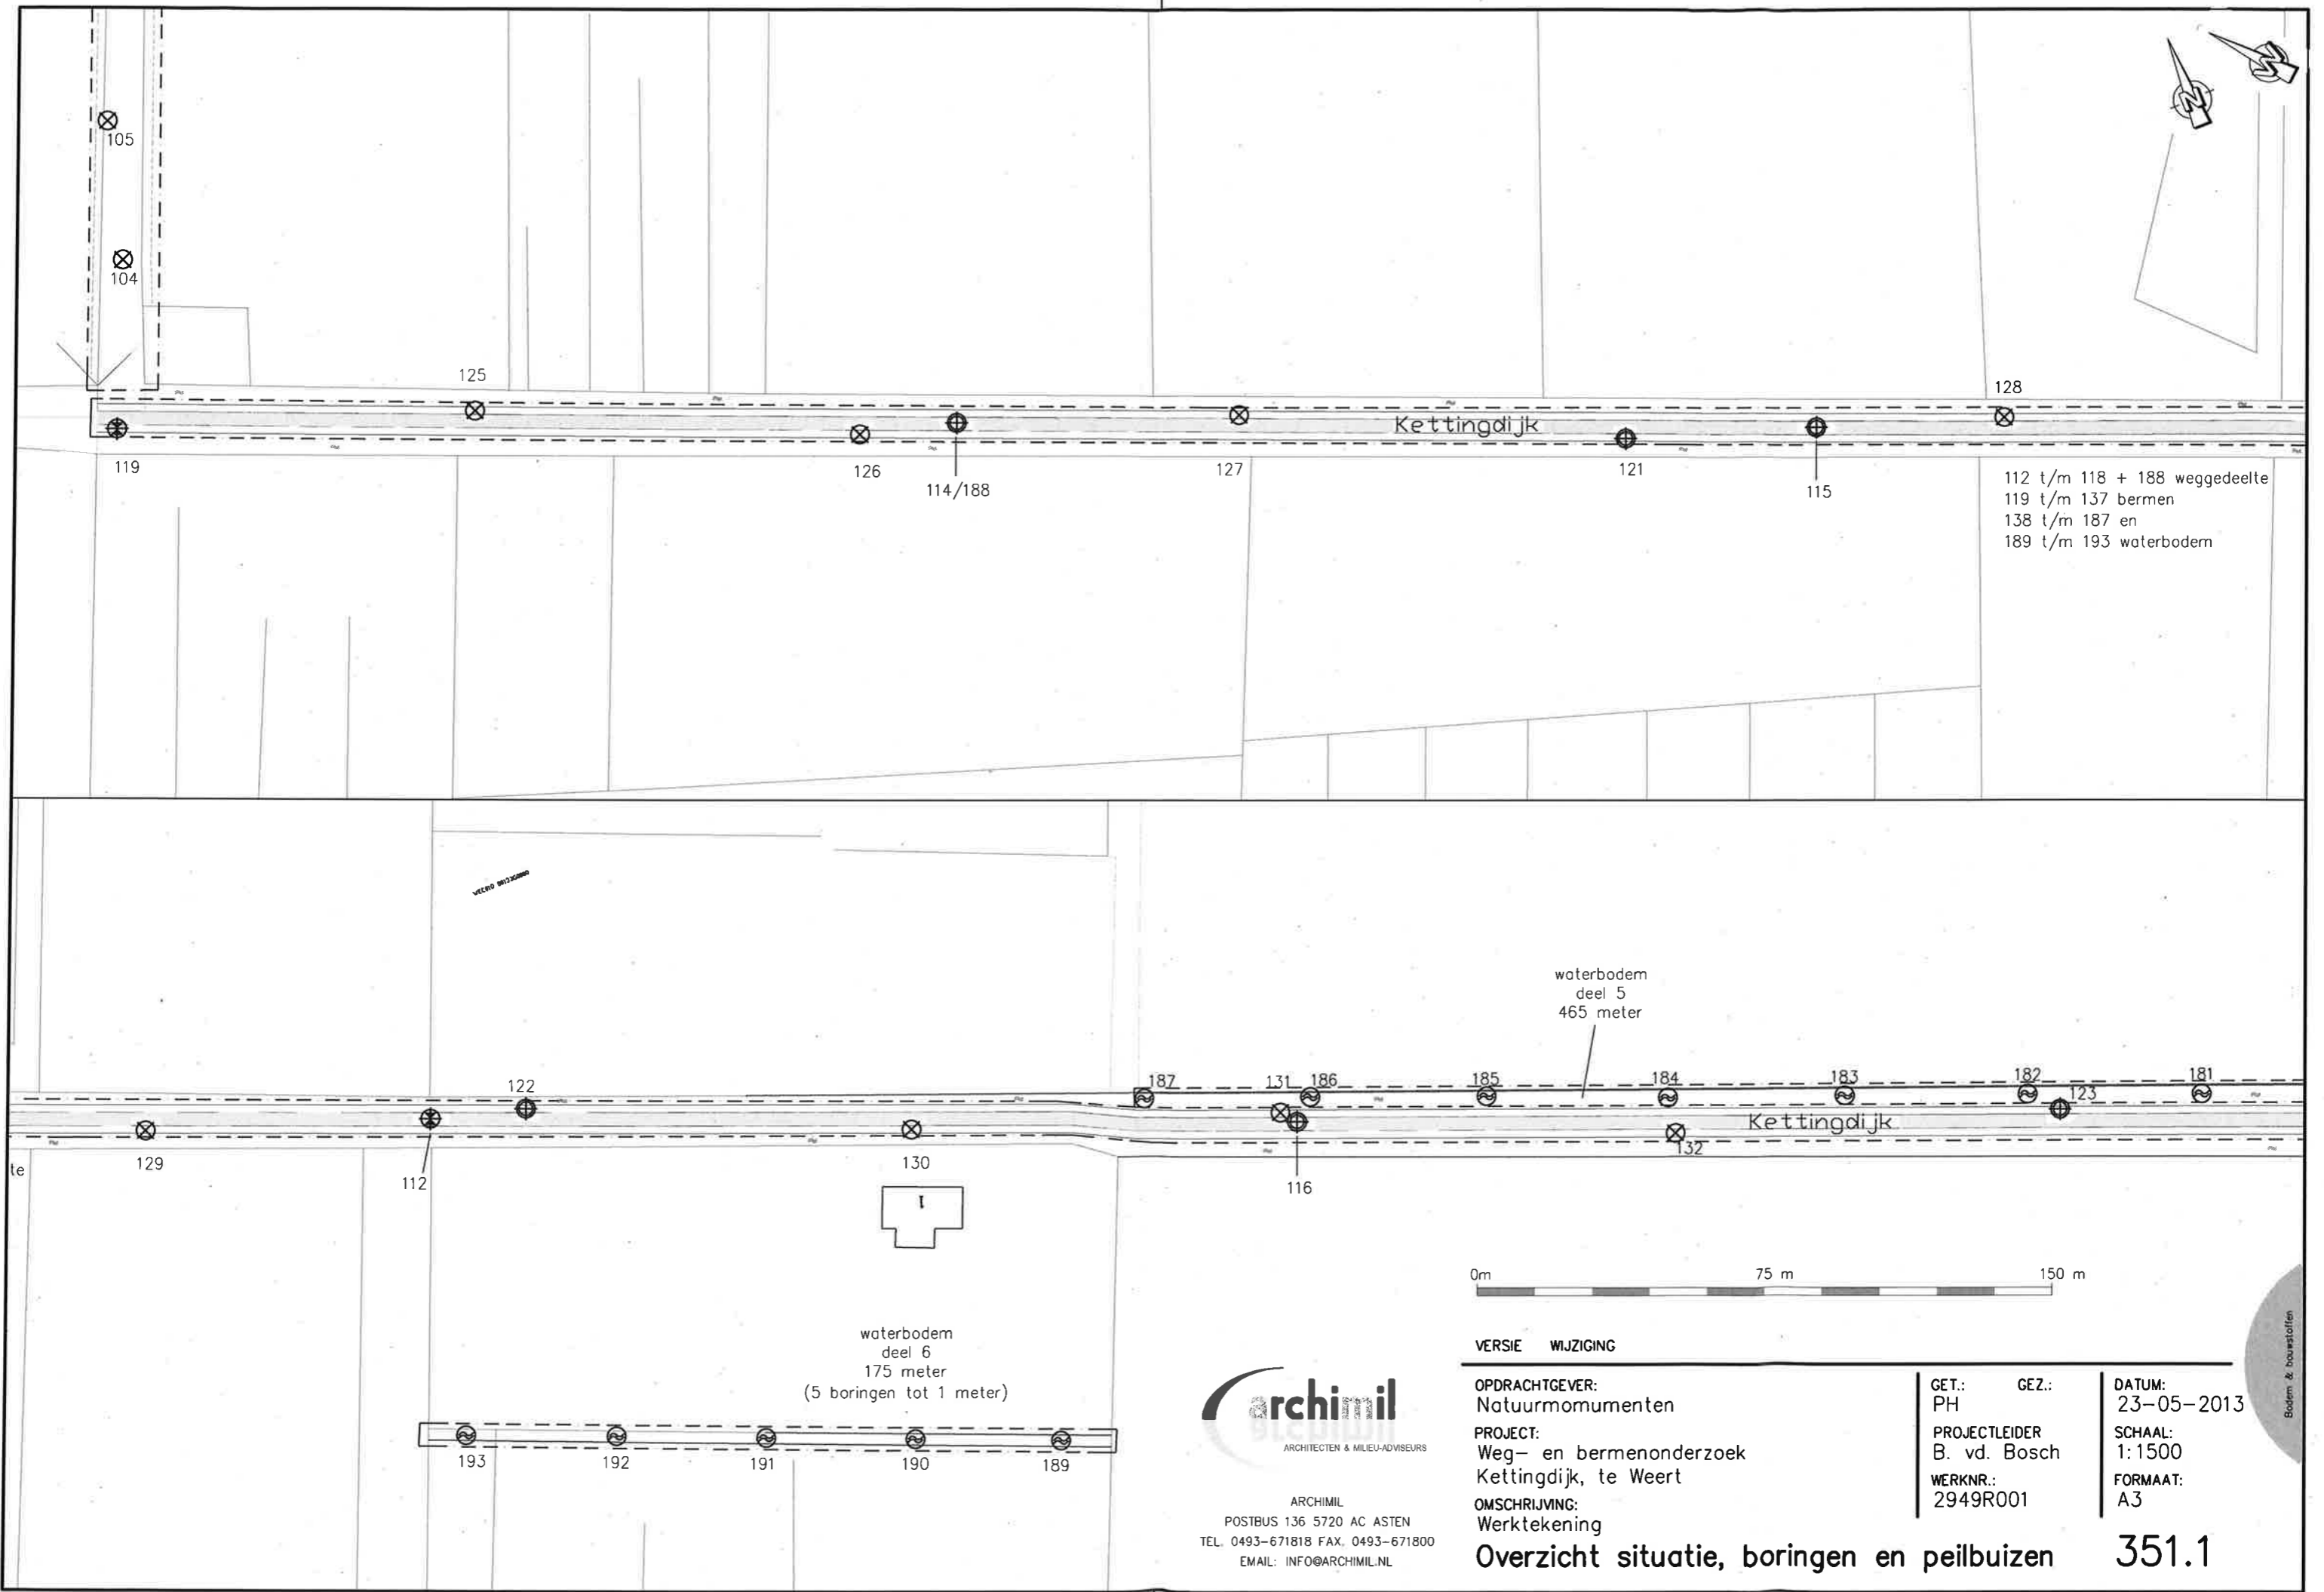 105
104
125
128
Kettingdijk
119
126
114/188
127
121
115
112 t/m 118 + 188 weggedeelte
119 t/m 137 bermen
138 t/m 187 en
189 t/m 193 waterbodem
waterbodem
deel 5
465 meter
122
187
131
186
185
184
183
182
123
181
Kettingdijk
te
129
112
130
116
132
1
waterbodem
deel 6
175 meter
(5 boringen tot 1 meter)
193
192
191
190
189
0m
75 m
150 m
VERSIE WIJZIGING
archimil
ARCHITECTEN & MILIEU-ADVISEURS
ARCHIMIL
POSTBUS 136 5720 AC ASTEN
TEL. 0493-671818 FAX. 0493-671800
EMAIL: INFO@ARCHIMIL.NL
OPDRACHTGEVER:
Natuurmomumenten
PROJECT:
Weg- en bermenonderzoek
Kettingdijk, te Weert
OMSCHRIJVING:
Werktekening
Overzicht situatie, boringen en peilbuizen
GET.: GEZ.:
PH
PROJECTLEIDER
B. vd. Bosch
WERKNR.:
2949R001
DATUM:
23-05-2013
SCHAAL:
1:1500
FORMAAT:
A3
351.1
Bodem & bouwstoffen